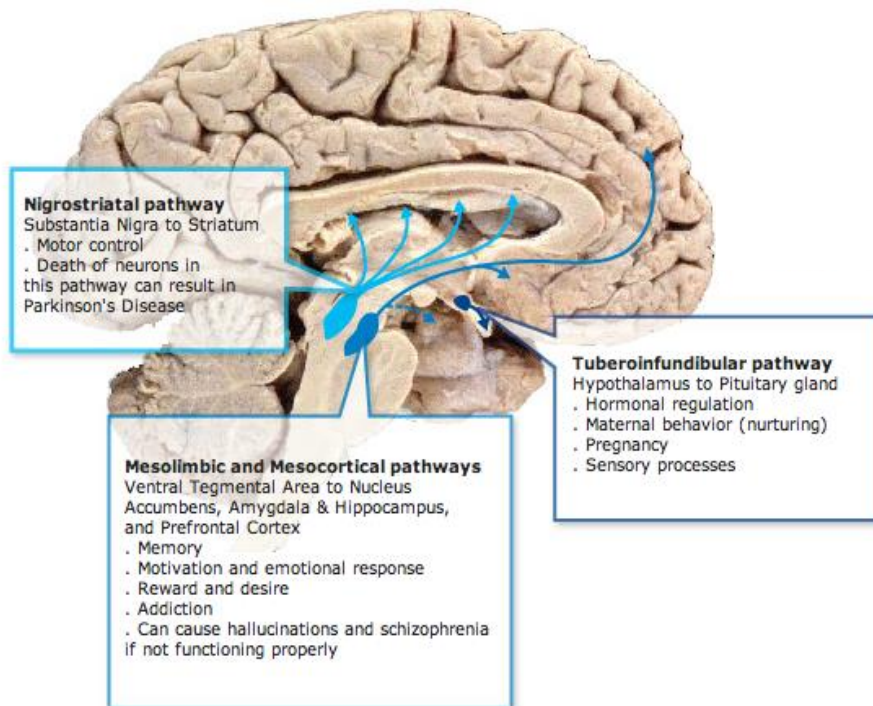 Nigrostriatal pathway
Substantia Nigra to Striatum
. Motor control
. Death of neurons in
this pathway can result in
Parkinson's Disease
Tuberoinfundibular pathway
Hypothalamus to Pituitary gland
. Hormonal regulation
. Maternal behavior (nurturing)
. Pregnancy
. Sensory processes
Mesolimbic and Mesocortical pathways
Ventral Tegmental Area to Nucleus
Accumbens, Amygdala & Hippocampus,
and Prefrontal Cortex
. Memory
. Motivation and emotional response
. Reward and desire
. Addiction
. Can cause hallucinations and schizophrenia
if not functioning properly